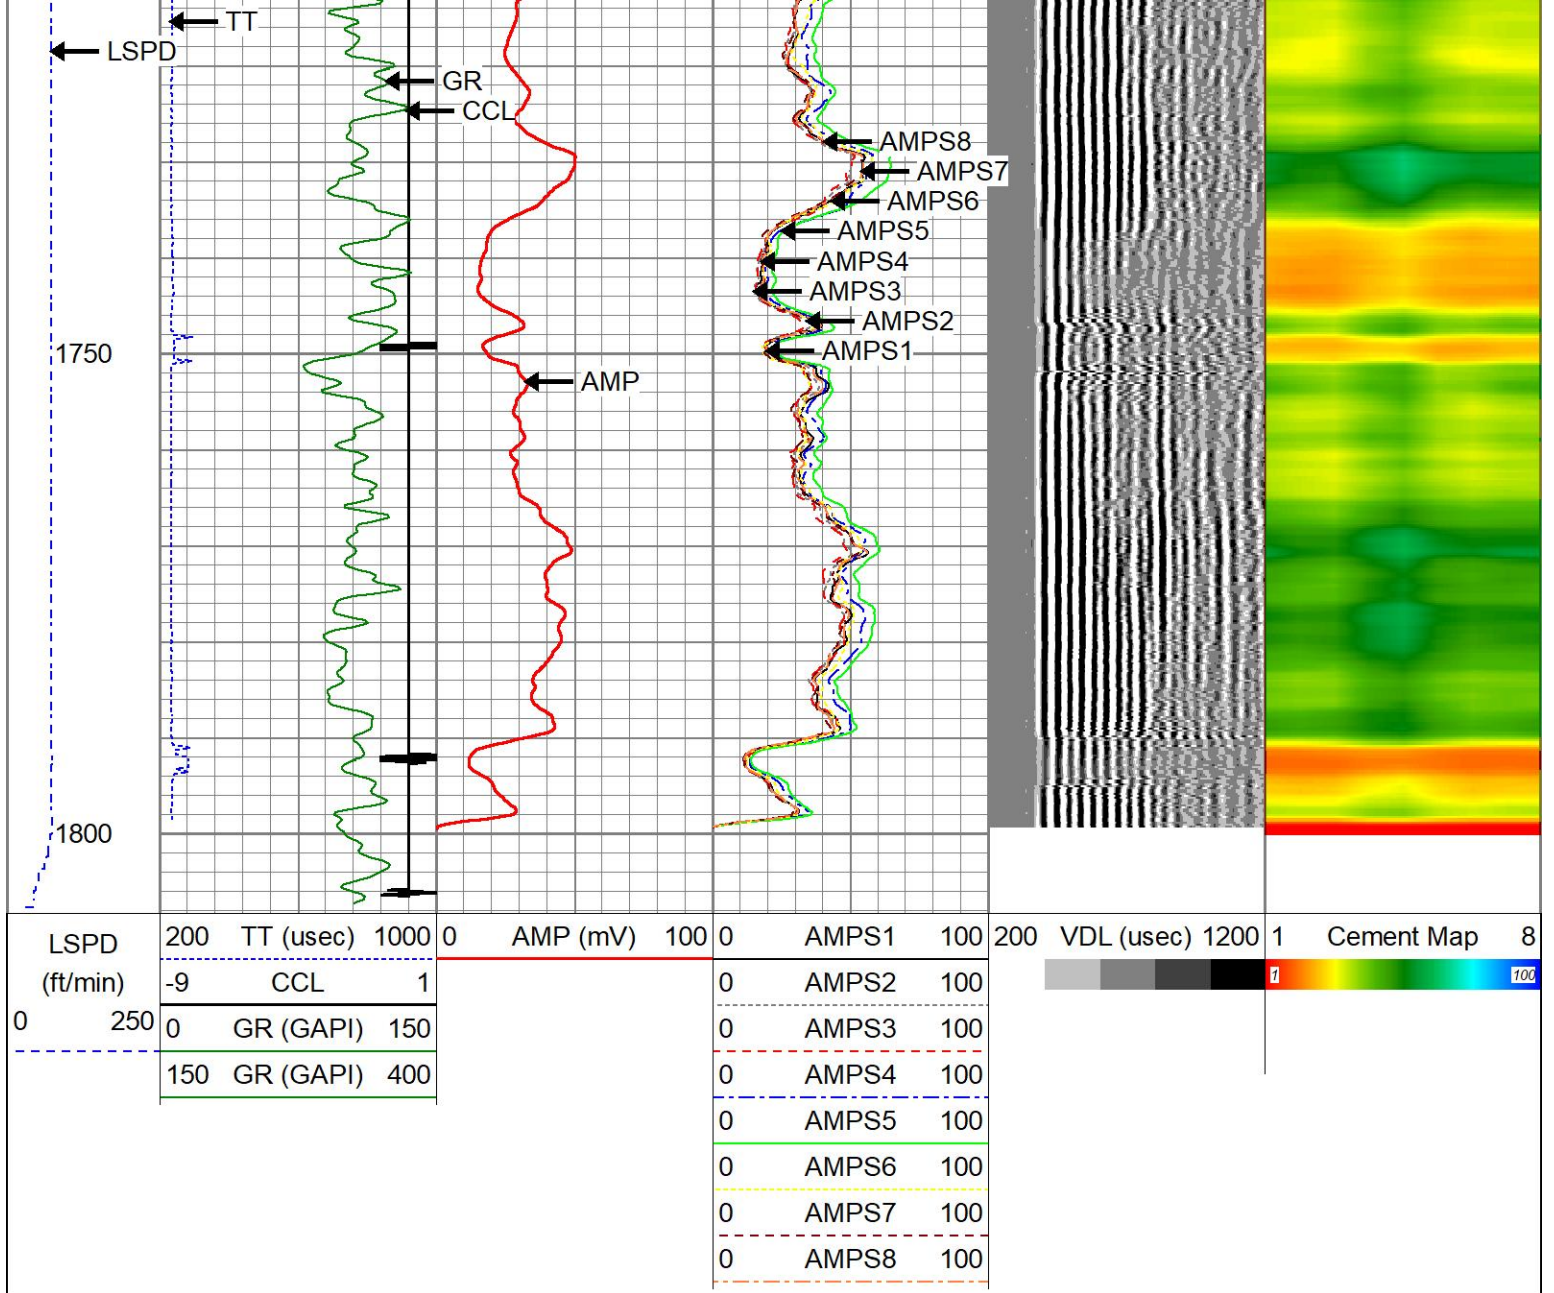 TT
LSPD
GR
CCL
AMPS8
AMPS7
AMPS6
AMPS5
AMPS4
AMPS3
AMPS2
1750
AMPS1
AMP
1800
LSPD
(ft/min)
0 250
200 TT (usec) 1000
-9 CCL 1
0 GR (GAPI) 150
150 GR (GAPI) 400
0 AMP (mV) 100
0 AMPS1 100
0 AMPS2 100
0 AMPS3 100
0 AMPS4 100
0 AMPS5 100
0 AMPS6 100
0 AMPS7 100
0 AMPS8 100
200 VDL (usec) 1200
1 Cement Map 8
1 100